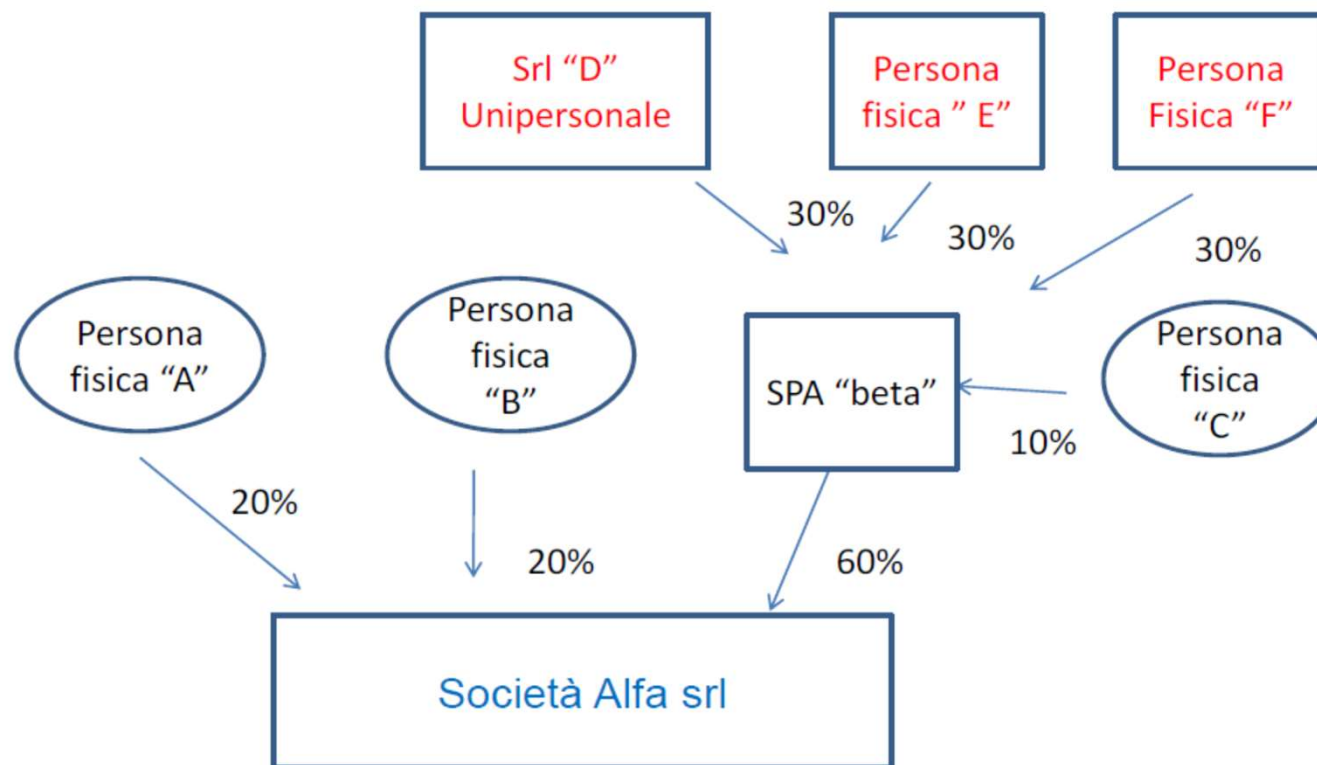 Srl “D”
Unipersonale
Persona
fisica ” E”
Persona
Fisica “F”
30%
30%
30%
Persona
fisica “A”
Persona
fisica
“B”
SPA “beta”
Persona
fisica
“C”
10%
20%
20%
60%
Società Alfa srl